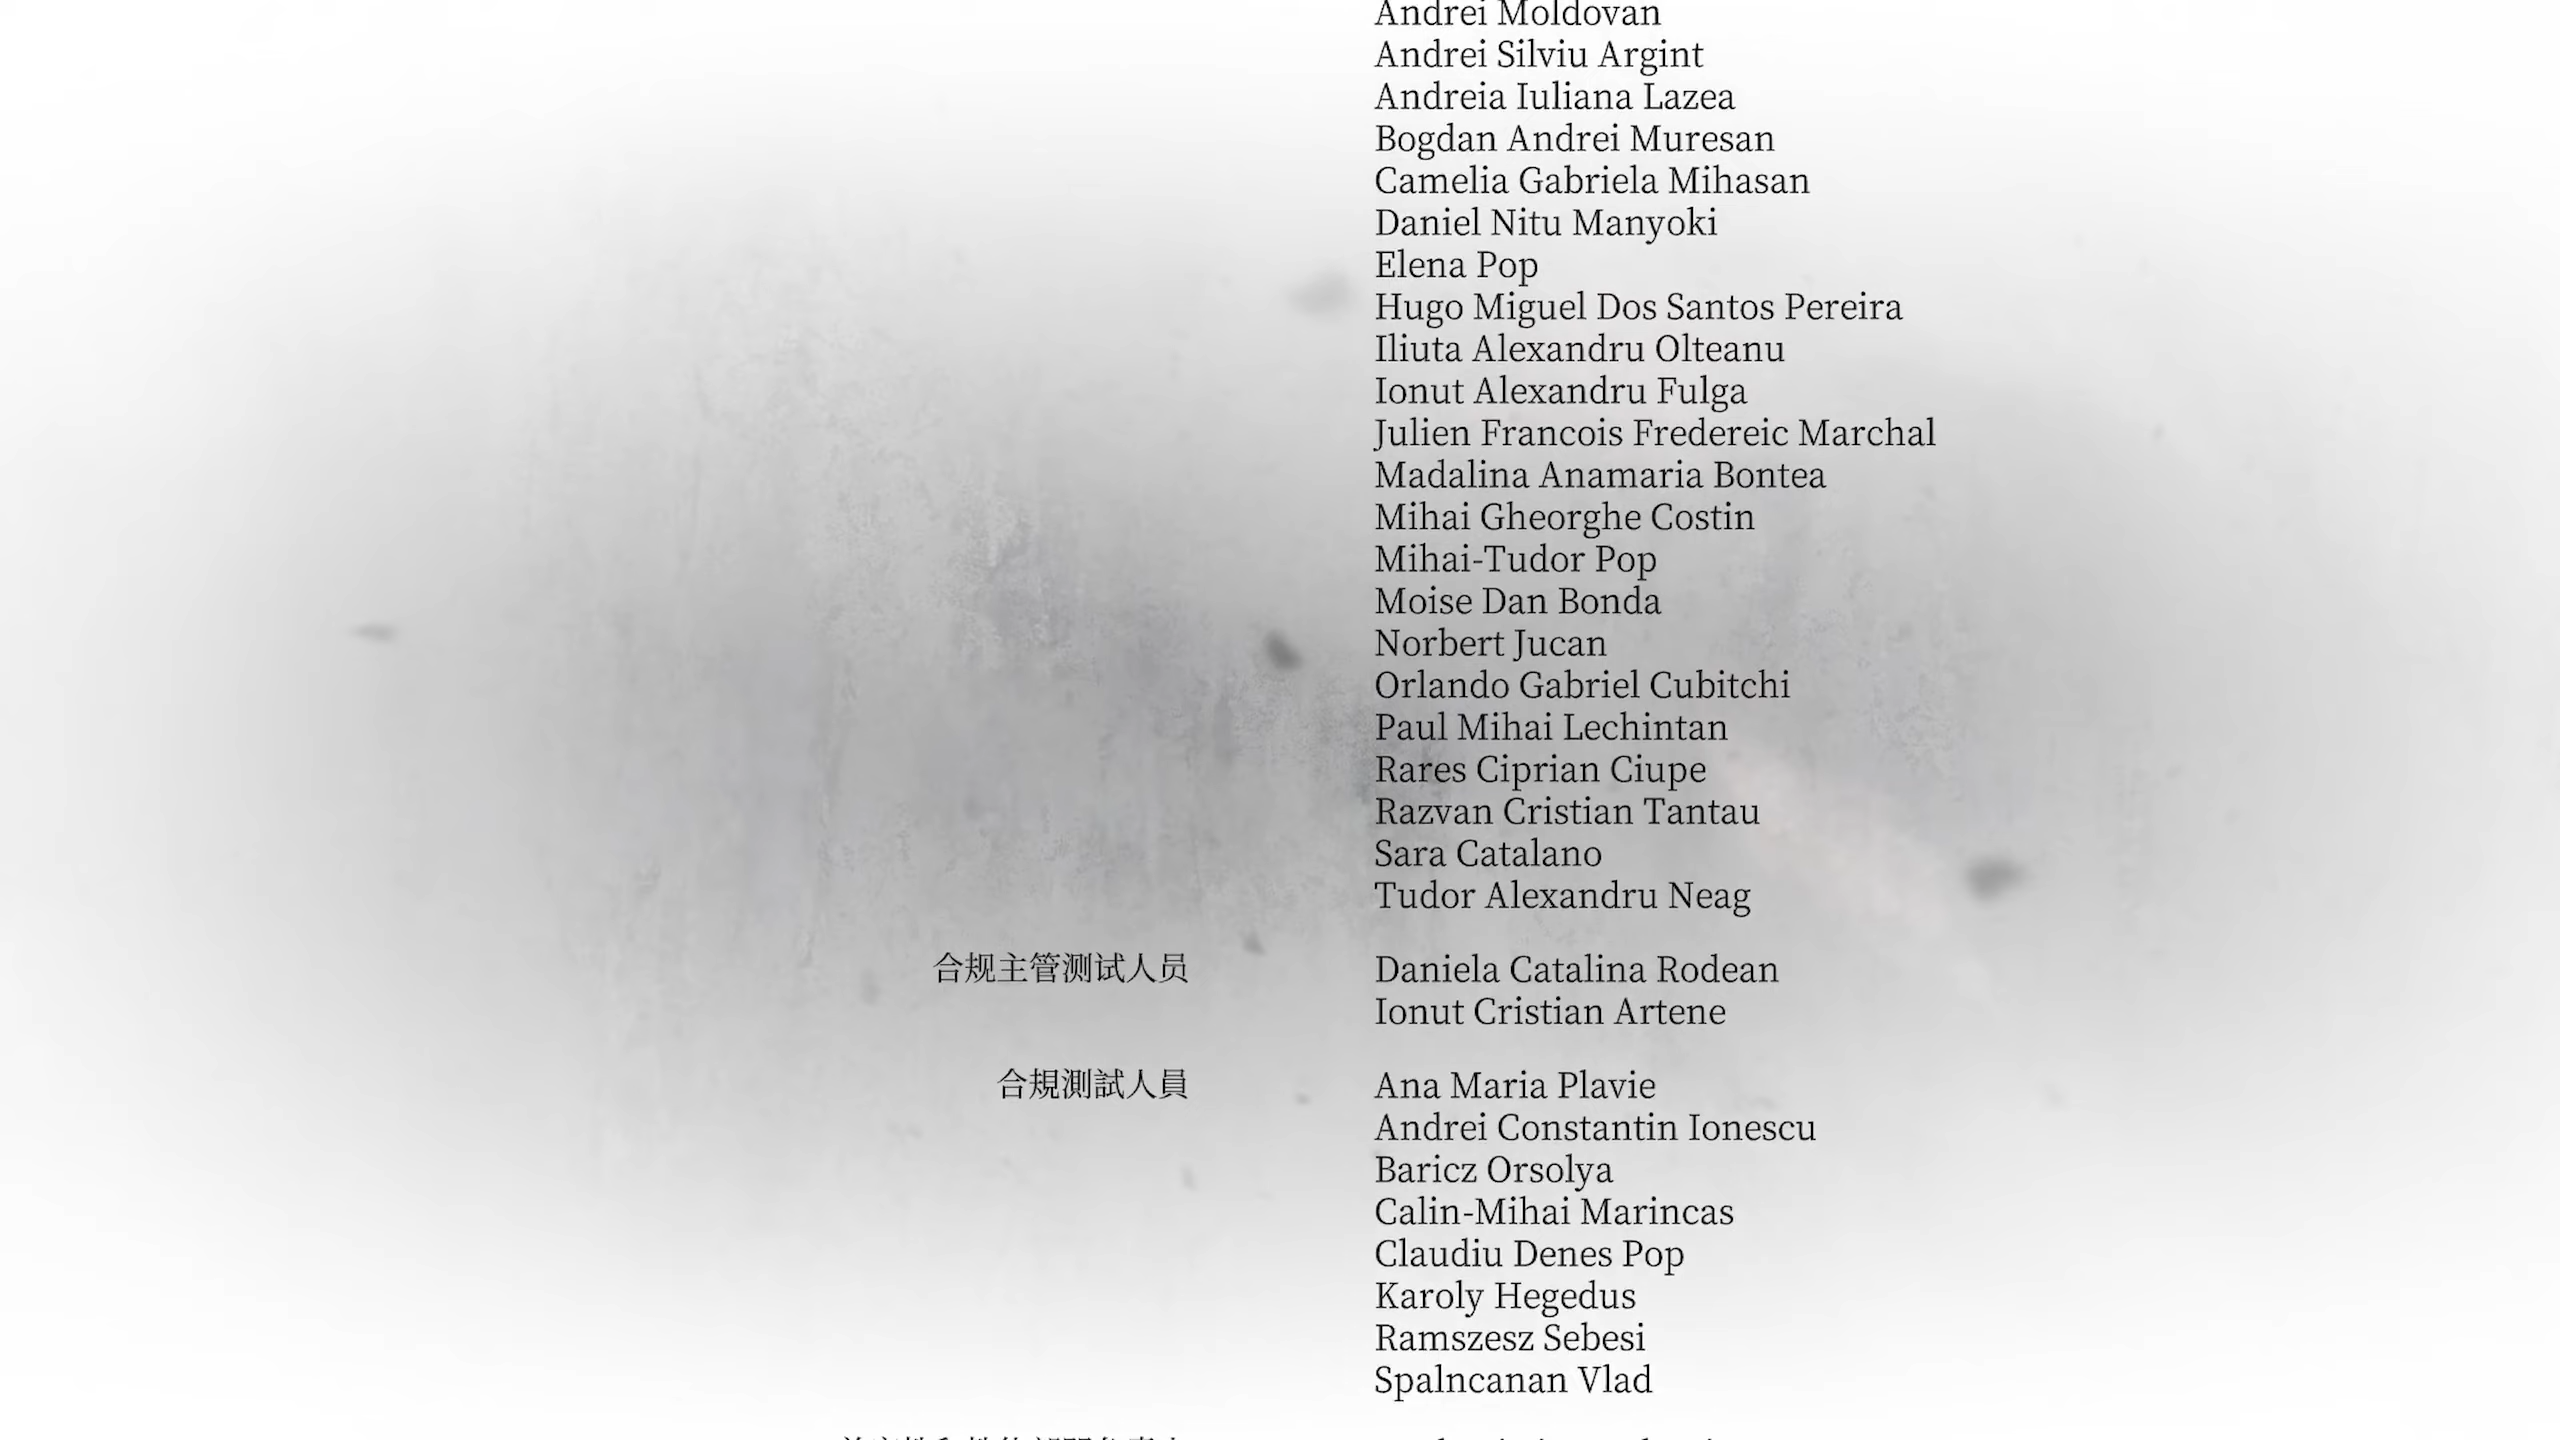 Andrei Moldovan
Andrei Silviu Argint
Andreia Iuliana Lazea
Bogdan Andrei Muresan
Camelia Gabriela Mihasan
Daniel Nitu Manyoki
Elena Pop
Hugo Miguel Dos Santos Pereira
Iliuta Alexandru Olteanu
Ionut Alexandru Fulga
Julien Francois Fredereic Marchal
Madalina Anamaria Bontea
Mihai Gheorghe Costin
Mihai-Tudor Pop
Moise Dan Bonda
Norbert Jucan
Orlando Gabriel Cubitchi
Paul Mihai Lechintan
Rares Ciprian Ciupe
Razvan Cristian Tantau
Sara Catalano
Tudor Alexandru Neag
合规主管测试人员 Daniela Catalina Rodean
Ionut Cristian Artene
合規測試人員 Ana Maria Plavie
Andrei Constantin Ionescu
Baricz Orsolya
Calin-Mihai Marincas
Claudiu Denes Pop
Karoly Hegedus
Ramszesz Sebesi
Spalncanan Vlad